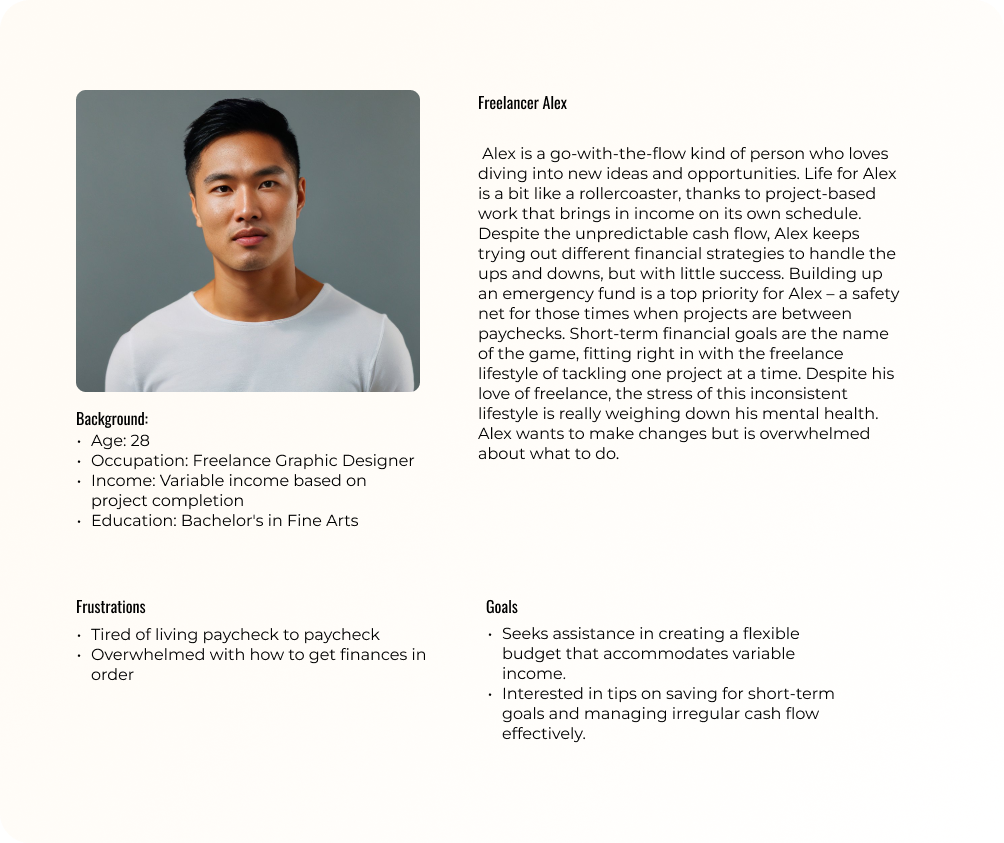 Freelancer Alex
Alex is a go-with-the-flow kind of person who loves
diving into new ideas and opportunities. Life for Alex
is a bit like a rollercoaster, thanks to project-based
work that brings in income on its own schedule.
Despite the unpredictable cash flow, Alex keeps
trying out different financial strategies to handle the
ups and downs, but with little success. Building up
an emergency fund is a top priority for Alex – a safety
net for those times when projects are between
paychecks. Short-term financial goals are the name
of the game, fitting right in with the freelance
lifestyle of tackling one project at a time. Despite his
love of freelance, the stress of this inconsistent
lifestyle is really weighing down his mental health.
Alex wants to make changes but is overwhelmed
about what to do.
Background:
• Age: 28
• Occupation: Freelance Graphic Designer
• Income: Variable income based on
project completion
• Education: Bachelor's in Fine Arts
Frustrations
• Tired of living paycheck to paycheck
• Overwhelmed with how to get finances in
order
Goals
• Seeks assistance in creating a flexible
budget that accommodates variable
income.
• Interested in tips on saving for short-term
goals and managing irregular cash flow
effectively.